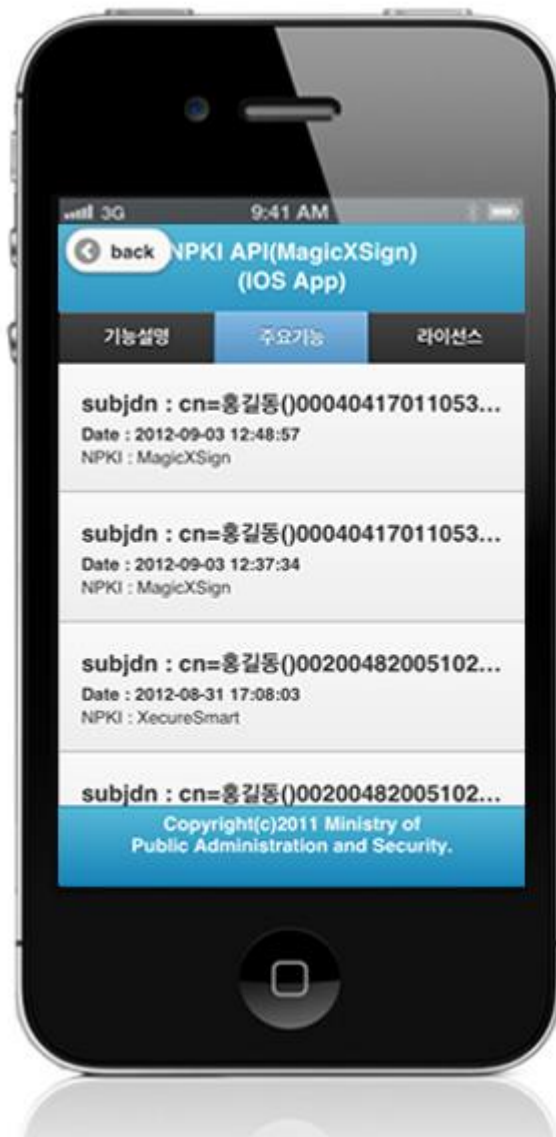 3G 9:41 AM
back NPKI API(MagicXSign)
(IOS App)
기능설명 주요기능 라이선스
subjdn : cn=홍길동()00040417011053...
Date : 2012-09-03 12:48:57
NPKI : MagicXSign
subjdn : cn=홍길동()00040417011053...
Date : 2012-09-03 12:37:34
NPKI : MagicXSign
subjdn : cn=홍길동()00200482005102...
Date : 2012-08-31 17:08:03
NPKI : XecureSmart
subjdn : cn=홍길동()00200482005102...
Copyright(c)2011 Ministry of
Public Administration and Security.